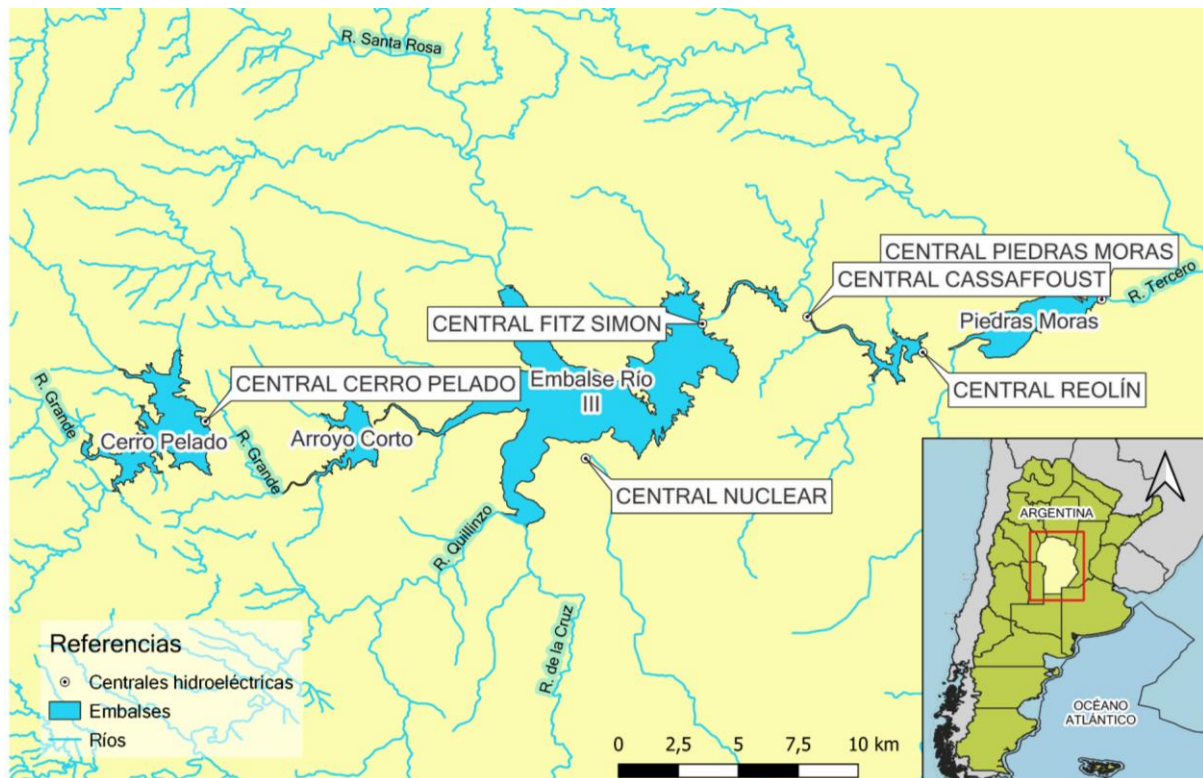 R. Santa Rosa
CENTRAL PIEDRAS MORAS
CENTRAL CASSAFFOUST
R. Tercero
CENTRAL FITZ SIMON
Piedras Moras
CENTRAL REOLÍN
CENTRAL CERRO PELADO
Embalse Río
III
R. Grande
Cerro Pelado
Arroyo Corto
R. Grande
CENTRAL NUCLEAR
R. Quillinzo
R. de la Cruz
Referencias
Centrales hidroeléctricas
Embalses
Ríos
0 2,5 5 7,5 10 km
ARGENTINA
OCÉANO
ATLÁNTICO